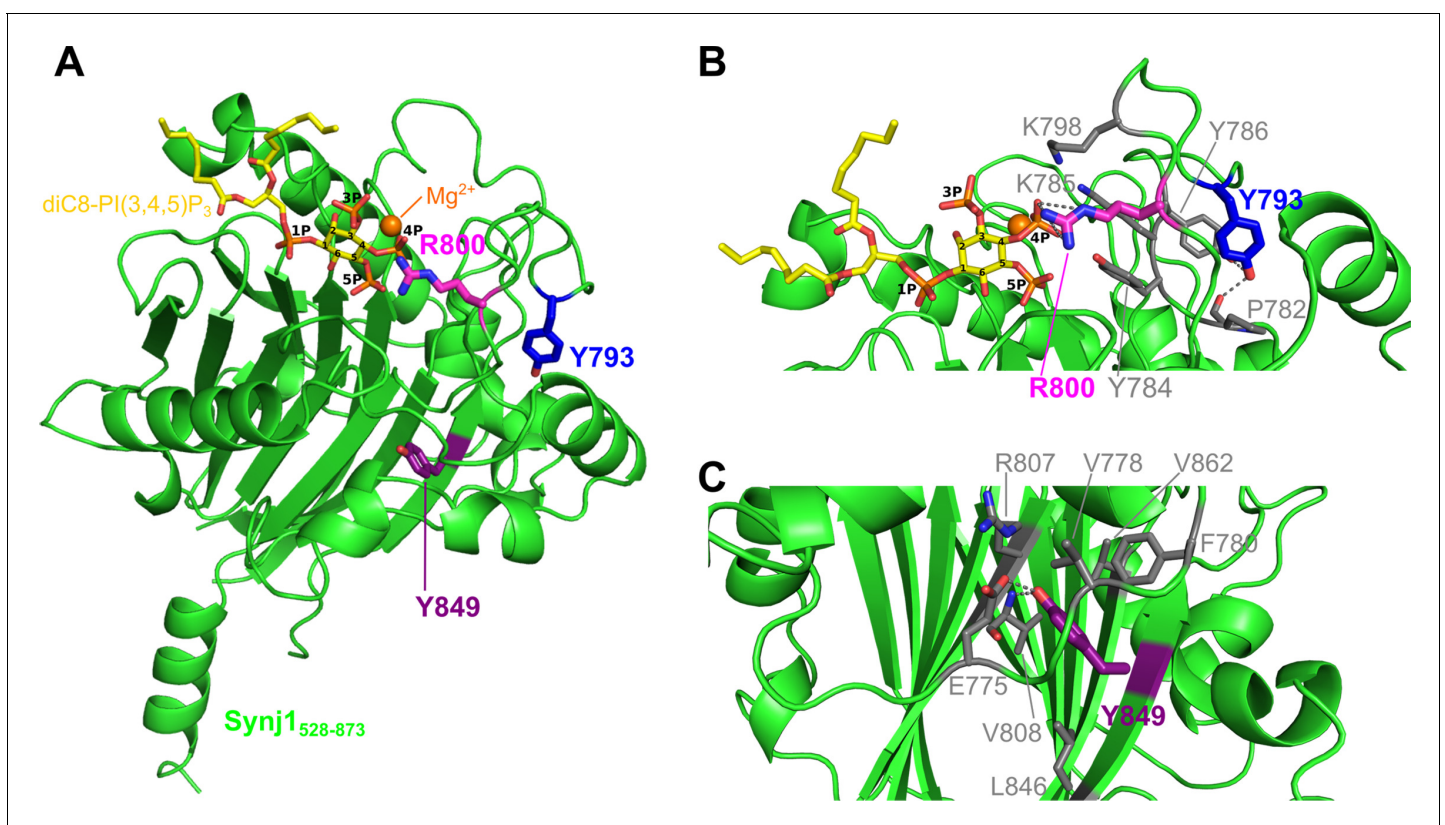 A
diC8-PI(3,4,5)P3
Mg2+
3P
1P
4P
5P
1
2
3
4
5
6
R800
Y793
Y849
Synj1528-873
B
K798
Y786
K785
Y793
3P
4P
1P
5P
1
2
3
4
5
6
P782
R800
Y784
C
R807
V778
V862
F780
E775
Y849
V808
L846